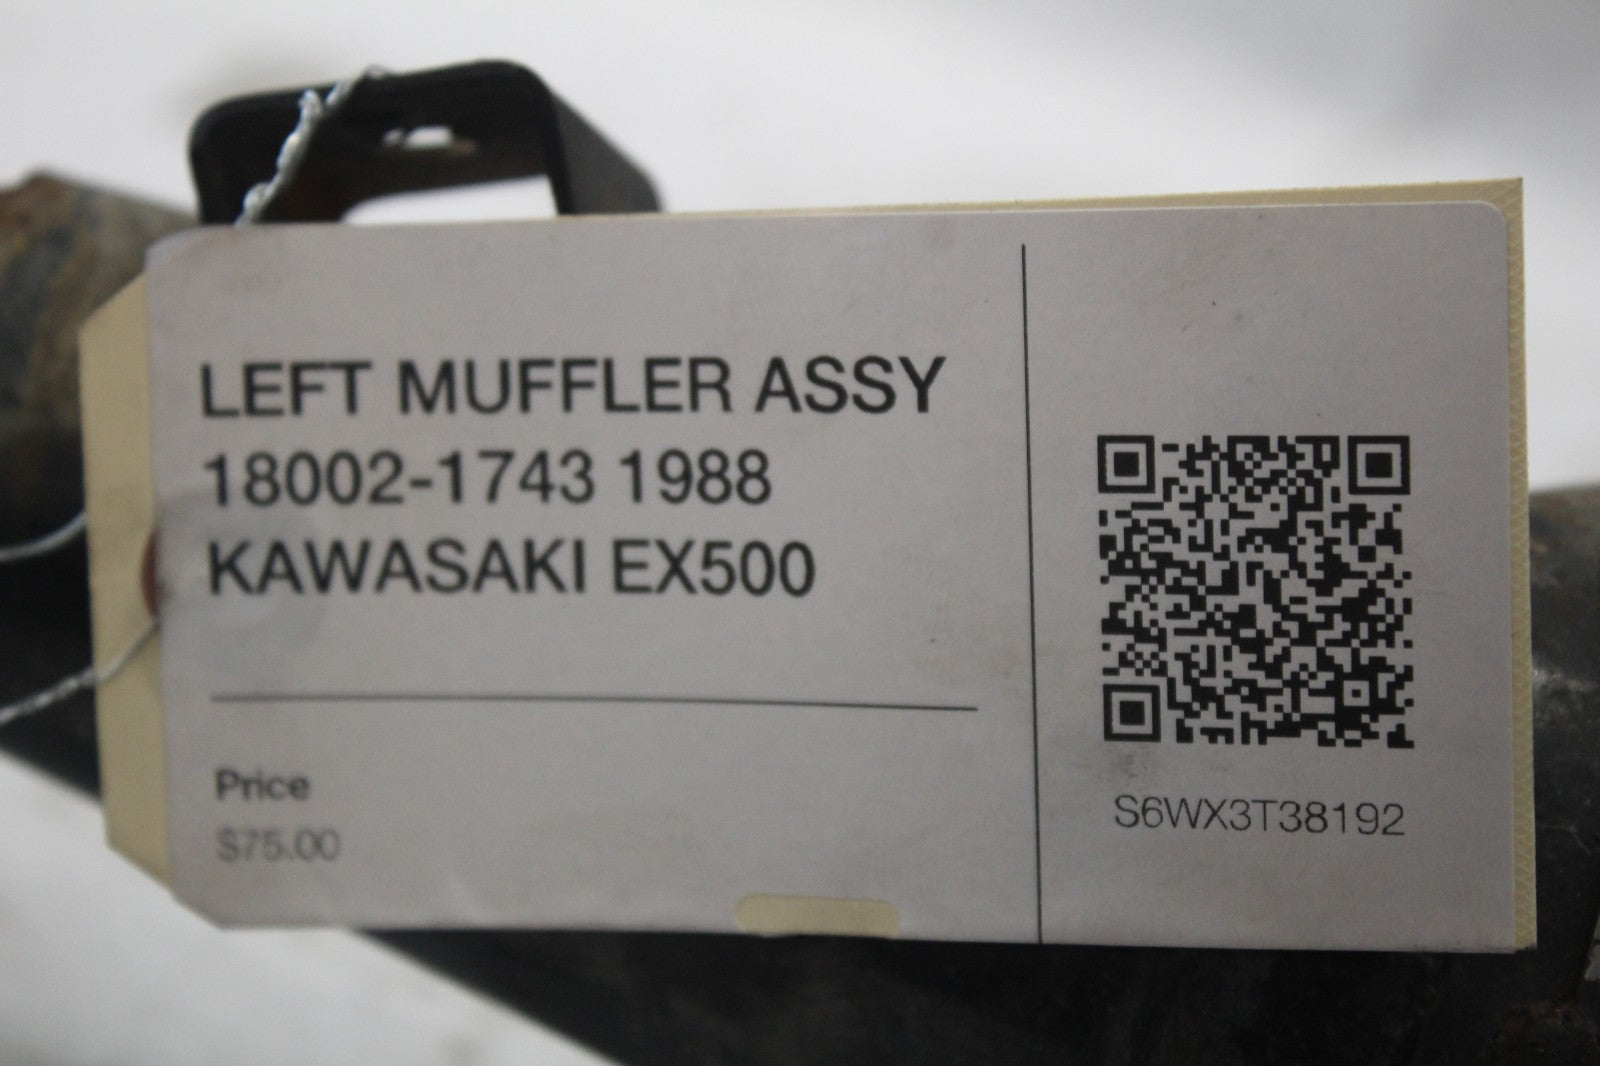 LEFT MUFFLER ASSY
18002-1743 1988
KAWASAKI EX500
Price
$75.00
S6WX3T38192